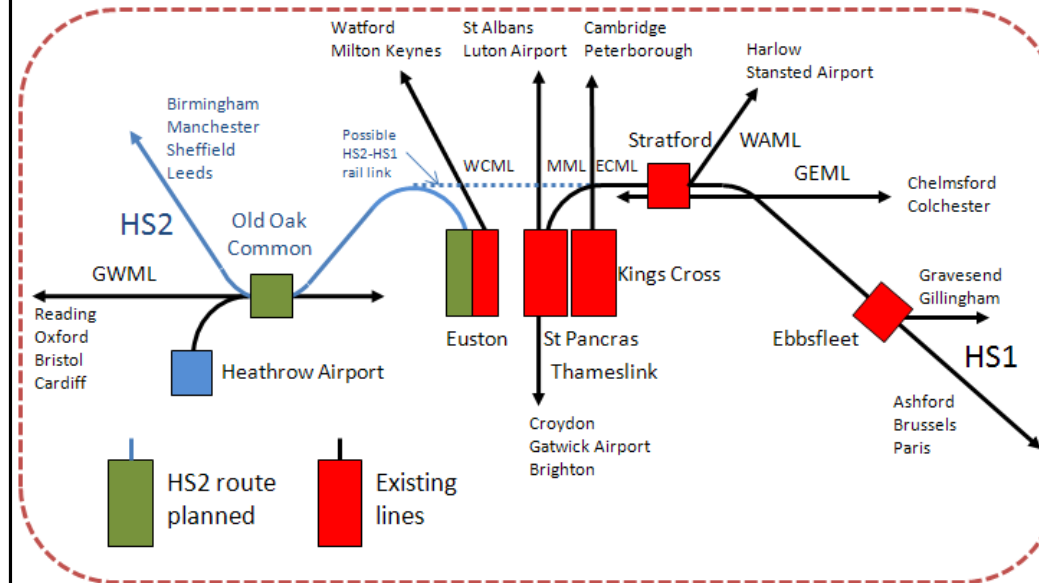 Watford
Milton Keynes
St Albans
Luton Airport
Cambridge
Peterborough
Harlow
Stansted Airport
Birmingham
Manchester
Sheffield
Leeds
Possible
HS2-HS1
rail link
WCML
MML
ECML
Stratford
WAML
GEML
Chelmsford
Colchester
HS2
Old Oak
Common
GWML
Reading
Oxford
Bristol
Cardiff
Heathrow Airport
Euston
St Pancras
Kings Cross
Thameslink
Croydon
Gatwick Airport
Brighton
Gravesend
Gillingham
Ebbsfleet
HS1
Ashford
Brussels
Paris
HS2 route
planned
Existing
lines